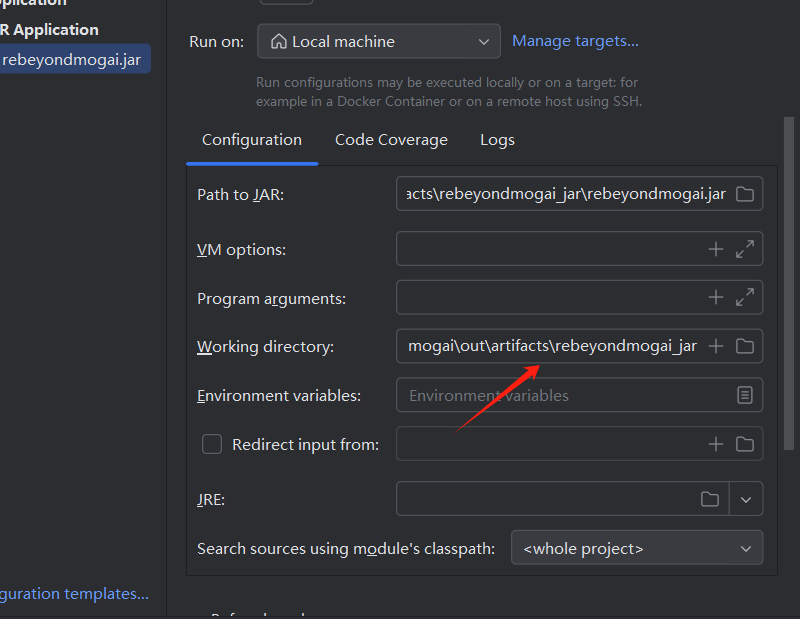 plication
R Application
rebeyondmogai.jar
Run on:
Local machine
Manage targets...
Run configurations may be executed locally or on a target: for
example in a Docker Container or on a remote host using SSH.
Configuration
Code Coverage
Logs
Path to JAR:
acts\rebeyondmogai_jar\rebeyondmogai.jar
VM options:
Program arguments:
Working directory:
mogai\out\artifacts\rebeyondmogai_jar
Environment variables:
Environment variables
Redirect input from:
JRE:
Search sources using module's classpath:
<whole project>
guration templates...